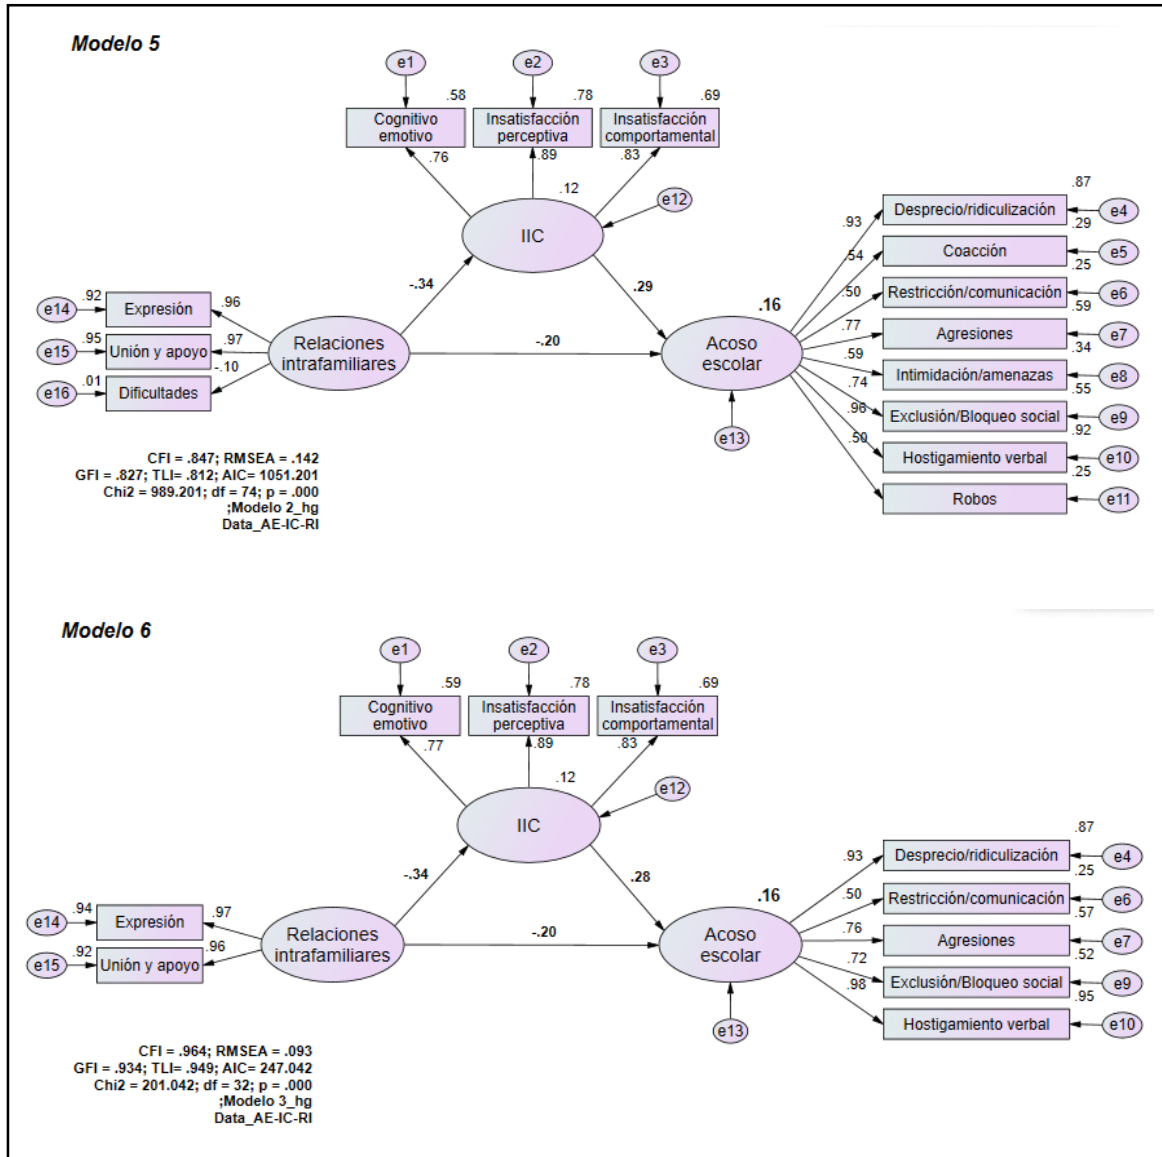 Modelo 5
e1
e2
e3
.58
.78
.69
Cognitivo
emotivo
Insatisfacción
perceptiva
Insatisfacción
comportamental
.76
.89
.83
.12
e12
IIC
-.34
.29
.87
.93
Desprecio/ridiculización
e4
.29
.54
Coacción
e5
.25
.50
Restricción/comunicación
e6
.59
.77
Agresiones
e7
.34
.59
Intimidación/amenazas
e8
.55
.74
Exclusión/Bloqueo social
e9
.92
.96
Hostigamiento verbal
e10
.25
.50
Robos
e11
e14
.92
Expresión
.96
e15
.95
Unión y apoyo
.97
e16
.01
Dificultades
-.10
Relaciones
intrafamiliares
-.20
.16
Acoso
escolar
e13
CFI = .847; RMSEA = .142
GFI = .827; TLI= .812; AIC= 1051.201
Chi2 = 989.201; df = 74; p = .000
;Modelo 2_hg
Data_AE-IC-RI
Modelo 6
e1
e2
e3
.59
.78
.69
Cognitivo
emotivo
Insatisfacción
perceptiva
Insatisfacción
comportamental
.77
.89
.83
.12
e12
IIC
-.34
.28
.87
.93
Desprecio/ridiculización
e4
.25
.50
Restricción/comunicación
e6
.57
.76
Agresiones
e7
.52
.72
Exclusión/Bloqueo social
e9
.95
.98
Hostigamiento verbal
e10
e14
.94
Expresión
.97
e15
.92
Unión y apoyo
.96
Relaciones
intrafamiliares
-.20
.16
Acoso
escolar
e13
CFI = .964; RMSEA = .093
GFI = .934; TLI= .949; AIC= 247.042
Chi2 = 201.042; df = 32; p = .000
;Modelo 3_hg
Data_AE-IC-RI